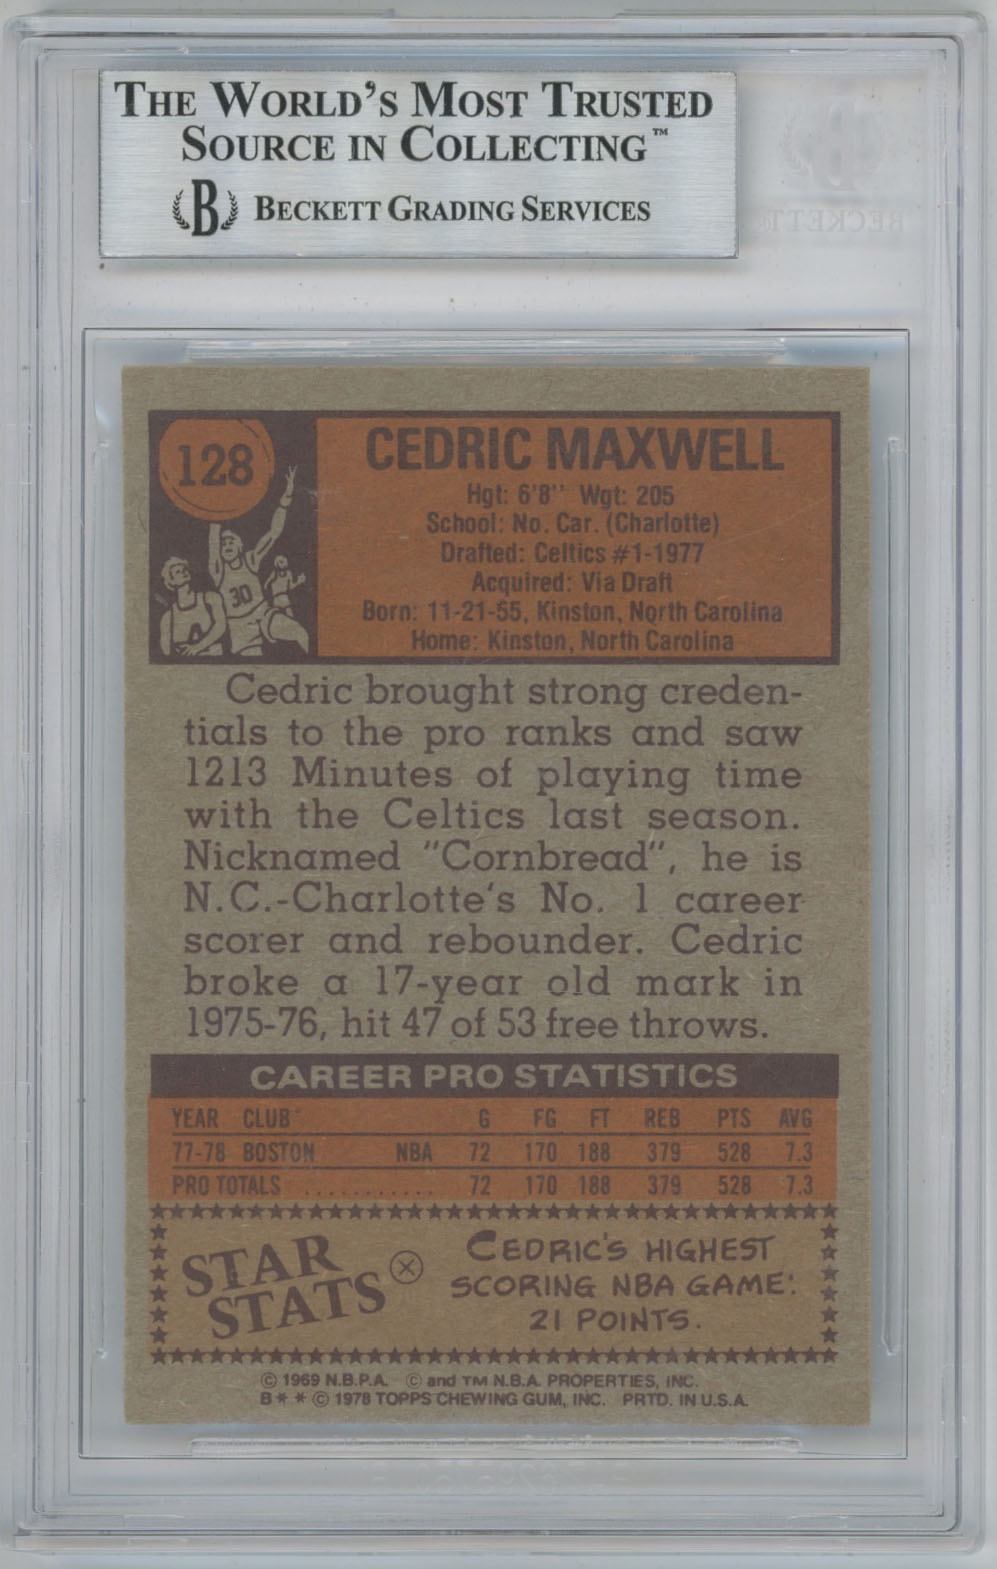 THE WORLD'S MOST TRUSTED
SOURCE IN COLLECTING™
B BECKETT GRADING SERVICES
BECKETT
128
CEDRIC MAXWELL
Hgt: 6'8" Wgt: 205
School: No. Car. (Charlotte)
Drafted: Celtics #1-1977
Acquired: Via Draft
Born: 11-21-55, Kinston, North Carolina
Home: Kinston, North Carolina
30
Cedric brought strong creden-
tials to the pro ranks and saw
1213 Minutes of playing time
with the Celtics last season.
Nicknamed "Cornbread", he is
N.C.-Charlotte's No. 1 career
scorer and rebounder. Cedric
broke a 17-year old mark in
1975-76, hit 47 of 53 free throws.
CAREER PRO STATISTICS
YEAR CLUB G FG FT REB PTS AVG
77-78 BOSTON NBA 72 170 188 379 528 7.3
PRO TOTALS ........... 72 170 188 379 528 7.3
STAR
STATS
CEDRIC'S HIGHEST
SCORING NBA GAME:
21 POINTS.
© 1969 N.B.P.A. © and TM N.B.A. PROPERTIES, INC.
B * * © 1978 TOPPS CHEWING GUM, INC. PRTD. IN U.S.A.